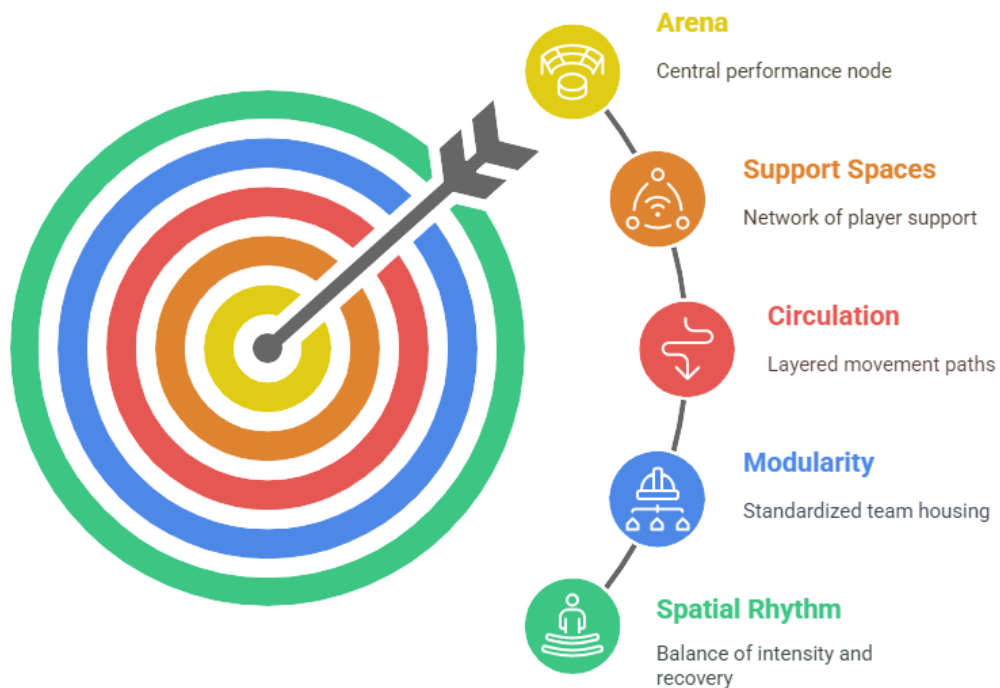 Arena
Central performance node
Support Spaces
Network of player support
Circulation
Layered movement paths
Modularity
Standardized team housing
Spatial Rhythm
Balance of intensity and
recovery